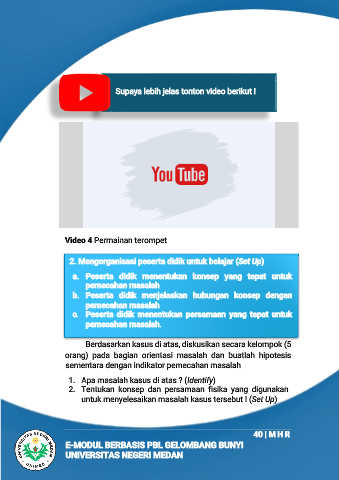 Supaya lebih jelas tonton video berikut !
YouTube
Video 4 Permainan terompet
2. Mengorganisasi peserta didik untuk belajar (Set Up)
a. Peserta didik menentukan konsep yang tepat untuk
pemecahan masalah
b. Peserta didik menjelaskan hubungan konsep dengan
pemecahan masalah
c. Peserta didik menentukan persamaan yang tepat untuk
pemecahan masalah.
Berdasarkan kasus di atas, diskusikan secara kelompok (5
orang) pada bagian orientasi masalah dan buatlah hipotesis
sementara dengan indikator pemecahan masalah
1. Apa masalah kasus di atas ? (Identify)
2. Tentukan konsep dan persamaan fisika yang digunakan
untuk menyelesaikan masalah kasus tersebut ! (Set Up)
40 | M H R
E-MODUL BERBASIS PBL GELOMBANG BUNYI
UNIVERSITAS NEGERI MEDAN